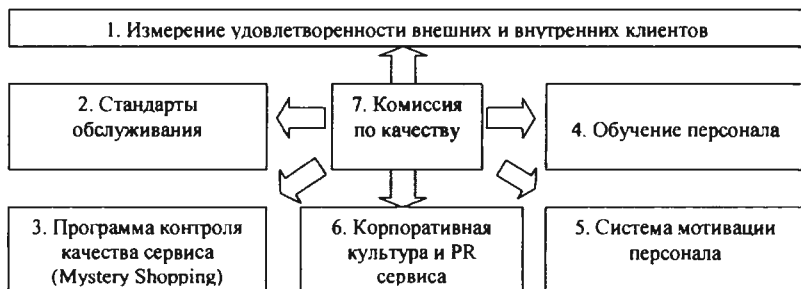 1. Измерение удовлетворенности внешних и внутренних клиентов
2. Стандарты
обслуживания
7. Комиссия
по качеству
4. Обучение персонала
3. Программа контроля
качества сервиса
(Mystery Shopping)
6. Корпоративная
культура и PR
сервиса
5. Система мотивации
персонала